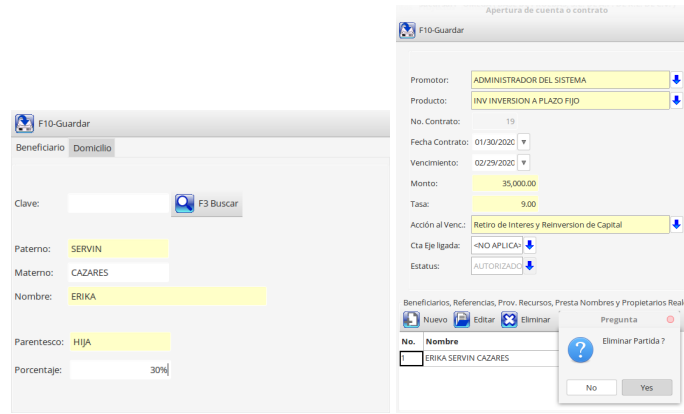 F10-Guardar
Beneficiario Domicilio
Clave: F3 Buscar
Paterno: SERVIN
Materno: CAZARES
Nombre: ERIKA
Parentesco: HIJA
Porcentaje: 30%
Apertura de cuenta o contrato
F10-Guardar
Promotor: ADMINISTRADOR DEL SISTEMA
Producto: INV INVERSION A PLAZO FIJO
No. Contrato: 19
Fecha Contrato: 01/30/2020
Vencimiento: 02/29/2020
Monto: 35,000.00
Tasa: 9.00
Acción al Venc.: Retiro de Interes y Reinversion de Capital
Cta Eje ligada: <NO APLICA>
Estatus: AUTORIZADO
Beneficiarios, Referencias, Prov. Recursos, Presta Nombres y Propietarios Reale
Nuevo Editar Eliminar
No. Nombre
1 ERIKA SERVIN CAZARES
Pregunta
Eliminar Partida ?
No Yes